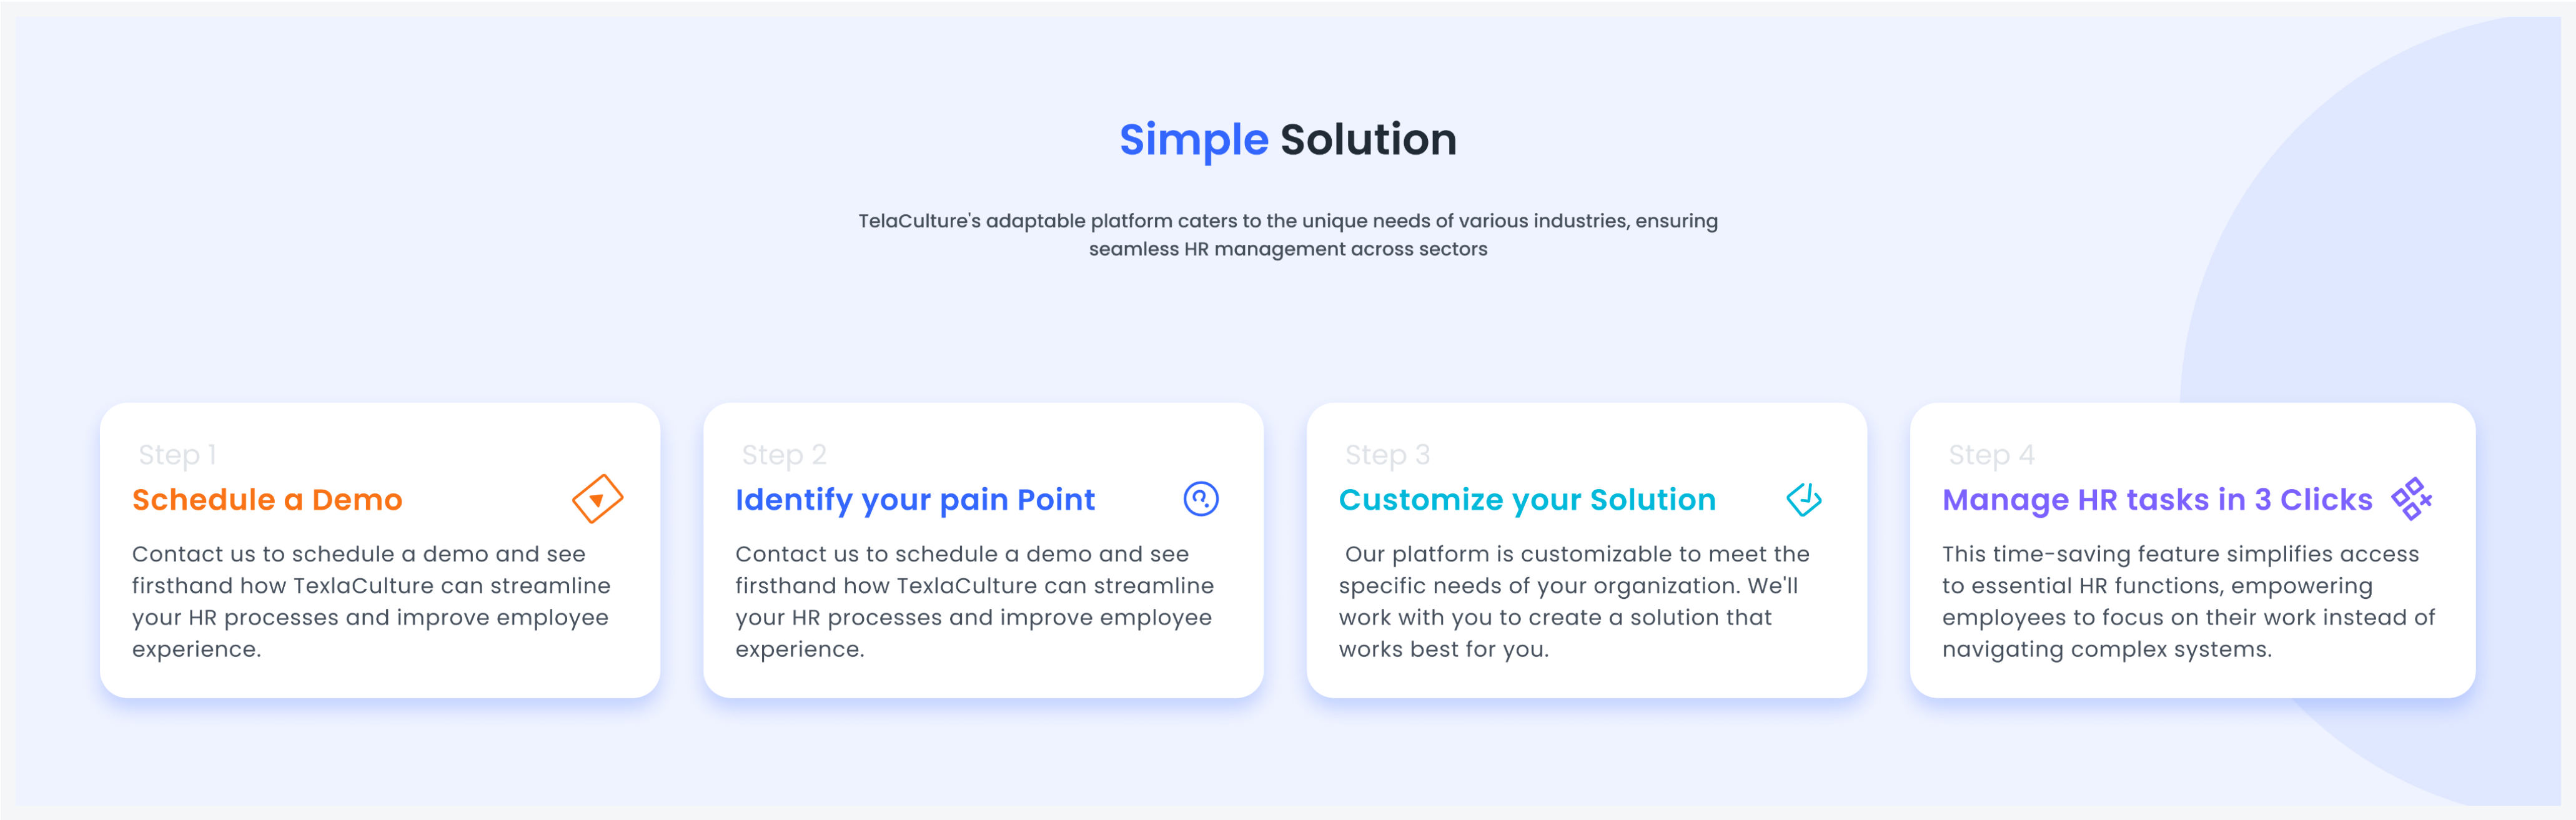 Simple Solution
TelaCulture's adaptable platform caters to the unique needs of various industries, ensuring
seamless HR management across sectors
Step 1
Schedule a Demo
Contact us to schedule a demo and see
firsthand how TexlaCulture can streamline
your HR processes and improve employee
experience.
Step 2
Identify your pain Point
Contact us to schedule a demo and see
firsthand how TexlaCulture can streamline
your HR processes and improve employee
experience.
Step 3
Customize your Solution
Our platform is customizable to meet the
specific needs of your organization. We'll
work with you to create a solution that
works best for you.
Step 4
Manage HR tasks in 3 Clicks
This time-saving feature simplifies access
to essential HR functions, empowering
employees to focus on their work instead of
navigating complex systems.